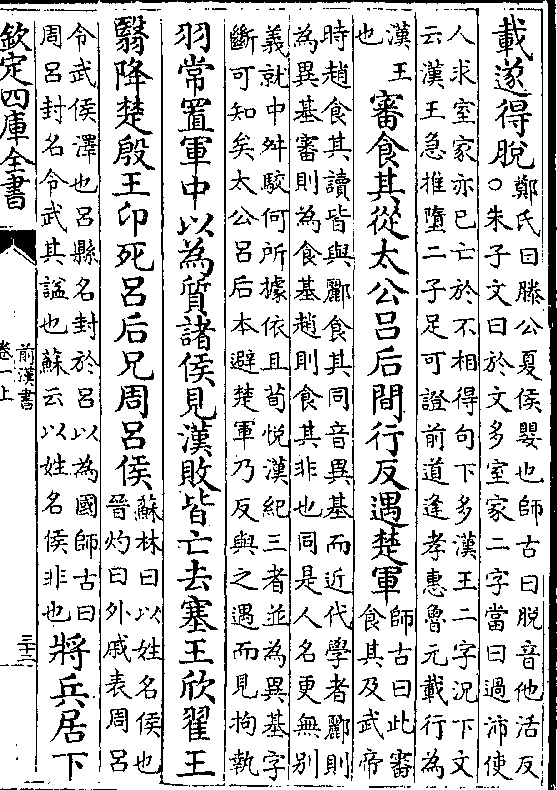 載遂得脫
鄭氏曰滕公夏侯嬰也師古曰脫音他活反
○朱子文曰於文多室家二字當曰過沛使
人求室家亦已亡於不相得句下多漢王二字況下文
云漢王急推墮二子足可證前道逢孝惠魯元載行為
漢王
也
審食其從太公呂后間行反遇楚軍
師古曰此審
食其及武帝
時趙食其讀皆與酈食其同音異基而近代學者酈則
為異基審則為食基趙則食其非也同是人名更無別
義就中舛駮何所據依且荀悅漢紀三者並為異基字
斷可知矣太公呂后本避楚軍乃反與之遇而見拘執
羽常置軍中以為質諸侯見漢敗皆亡去塞王欣翟王
翳降楚殷王卬死呂后兄周呂侯
蘇林曰以姓名侯也
晉灼曰外戚表周呂
令武侯澤也呂縣名封於呂以為國師古曰
周呂封名令武其諡也蘇云以姓名侯非也
將兵居下
欽定四庫全書
前漢書
卷一上
三十二